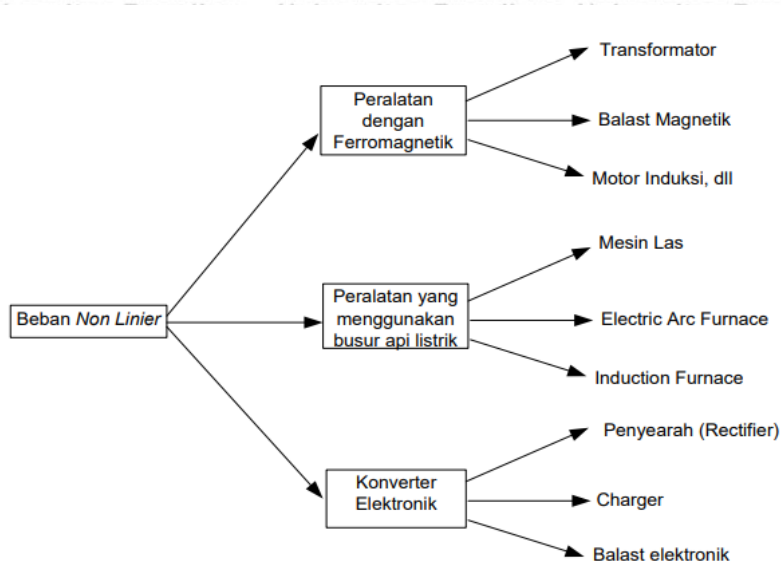 Transformator
Peralatan
dengan
Ferromagnetik
Balast Magnetik
Motor Induksi, dll
Mesin Las
Beban Non Linier
Peralatan yang
menggunakan
busur api listrik
Electric Arc Furnace
Induction Furnace
Penyearah (Rectifier)
Konverter
Elektronik
Charger
Balast elektronik